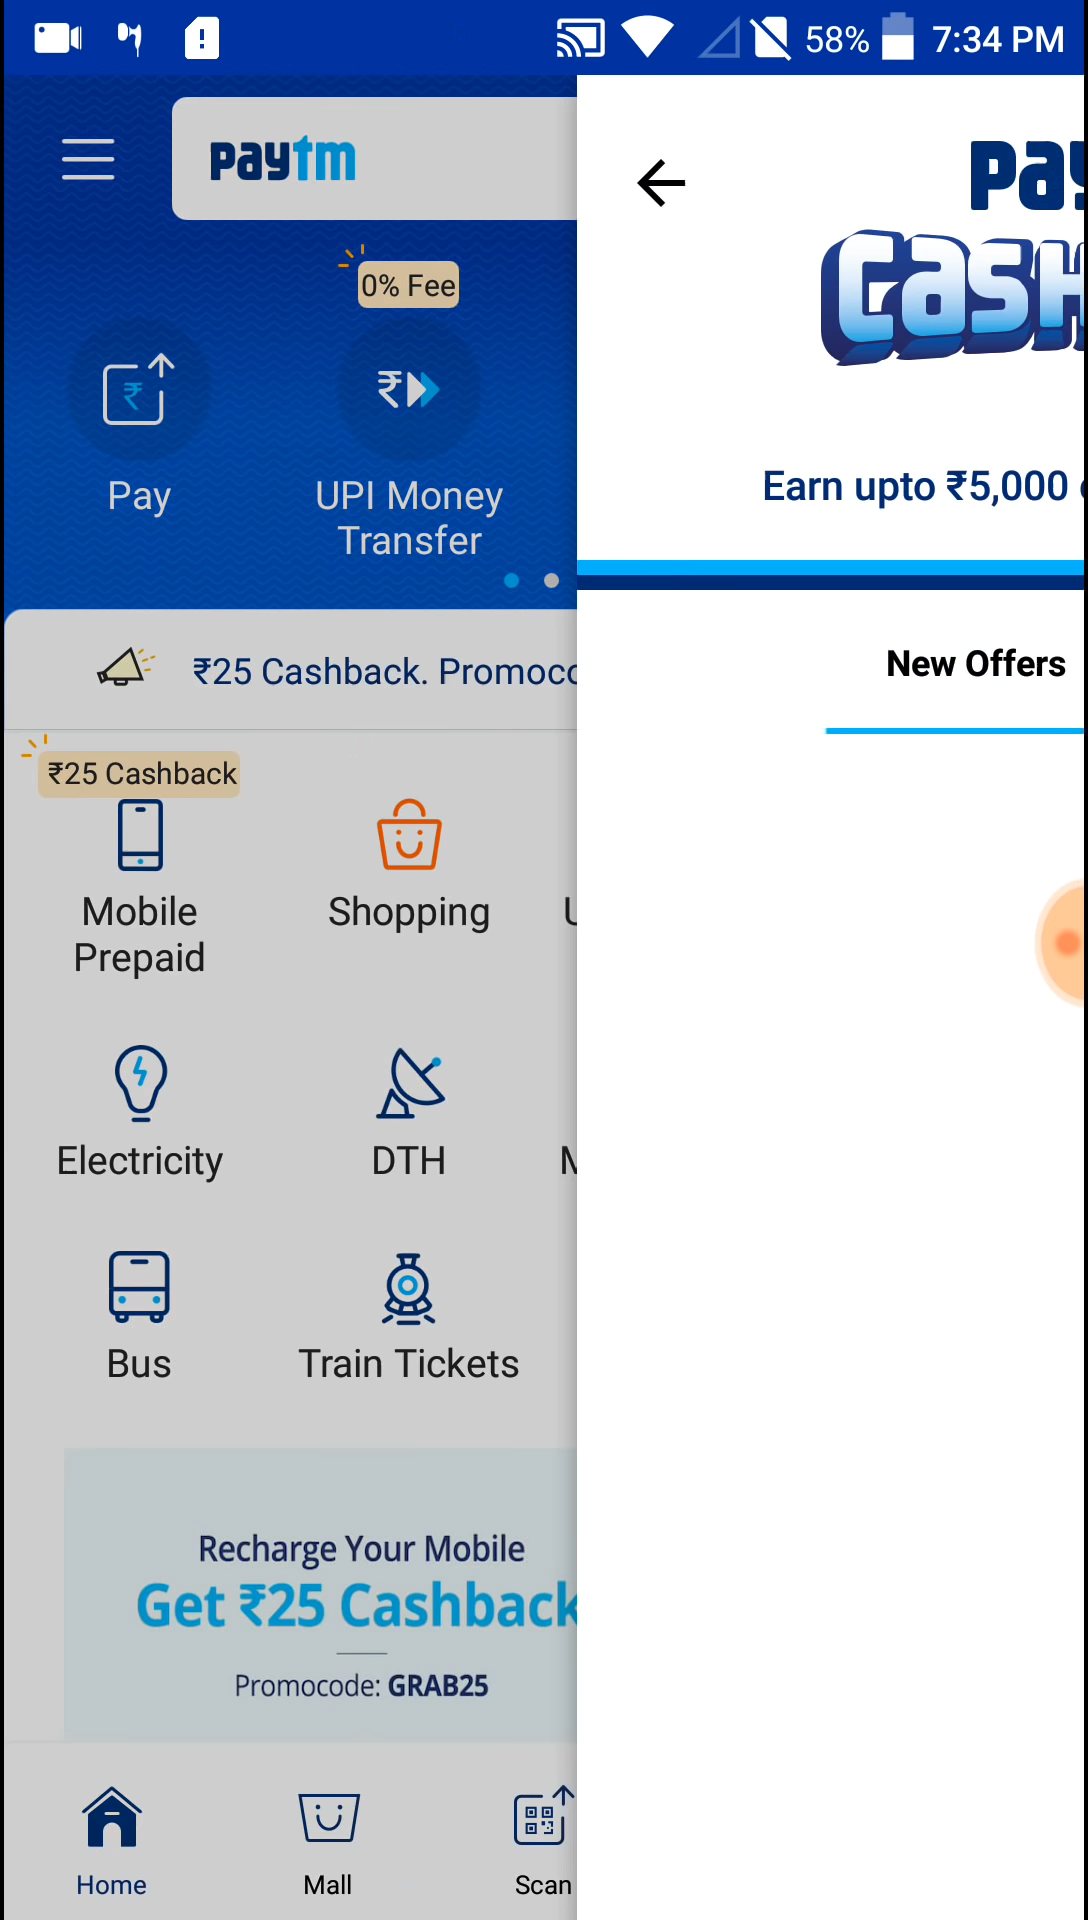 58% 7:34 PM
paytm
0% Fee
Pay
UPI Money
Transfer
₹25 Cashback. Promoco
₹25 Cashback
Mobile
Prepaid
Shopping
Electricity
DTH
Bus
Train Tickets
Recharge Your Mobile
Get ₹25 Cashback
Promocode: GRAB25
Home
Mall
Scan
pay
Cash
Earn upto ₹5,000
New Offers